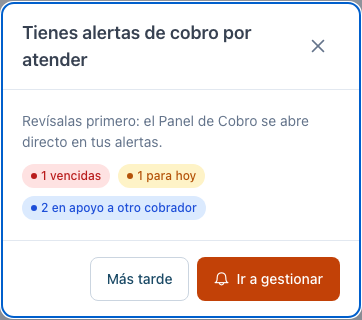 Tienes alertas de cobro por
atender
Revísalas primero: el Panel de Cobro se abre
directo en tus alertas.
1 vencidas
1 para hoy
2 en apoyo a otro cobrador
Más tarde
Ir a gestionar